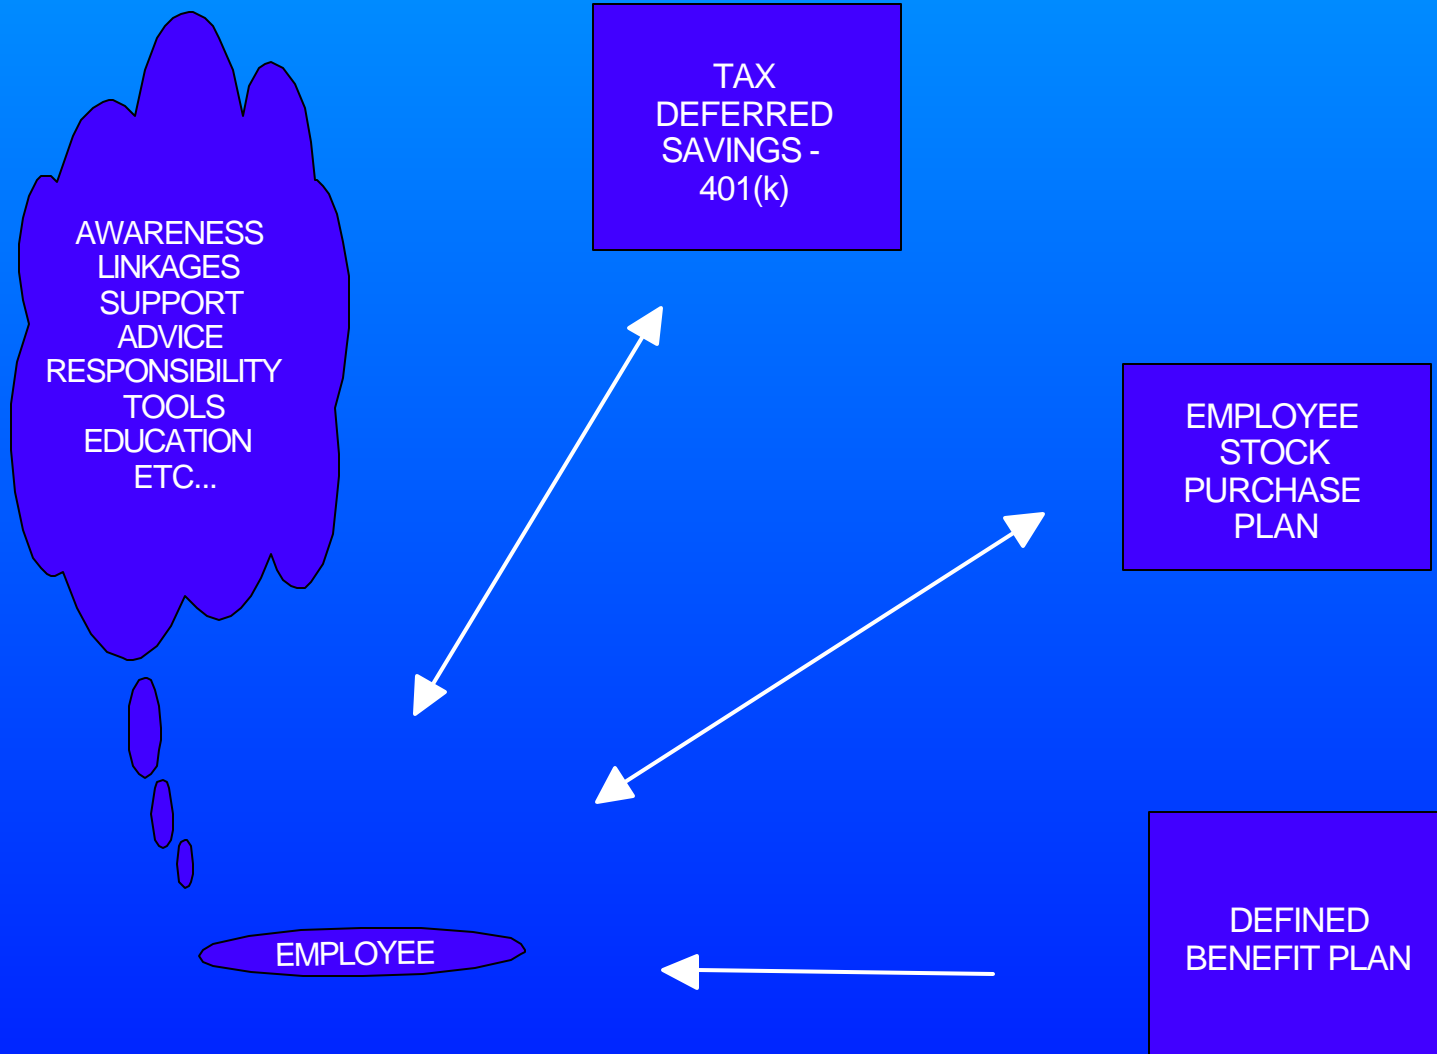 TAX
DEFERRED
SAVINGS -
401(k)
AWARENESS
LINKAGES
SUPPORT
ADVICE
RESPONSIBILITY
TOOLS
EDUCATION
ETC...
EMPLOYEE
STOCK
PURCHASE
PLAN
DEFINED
BENEFIT PLAN
EMPLOYEE